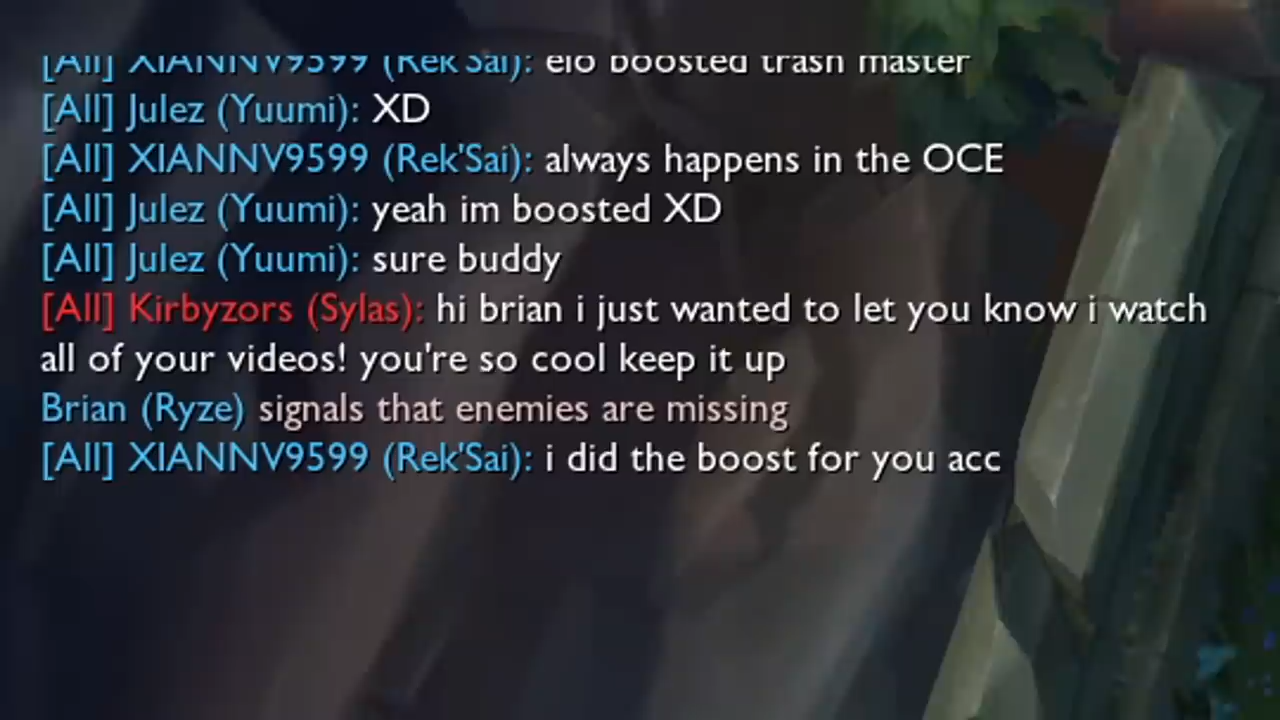 [All] XIANNV9599 (Rek'Sai): elo boosted trash master
[All] Julez (Yuumi): XD
[All] XIANNV9599 (Rek'Sai): always happens in the OCE
[All] Julez (Yuumi): yeah im boosted XD
[All] Julez (Yuumi): sure buddy
[All] Kirbyzors (Sylas): hi brian i just wanted to let you know i watch
all of your videos! you're so cool keep it up
Brian (Ryze) signals that enemies are missing
[All] XIANNV9599 (Rek'Sai): i did the boost for you acc